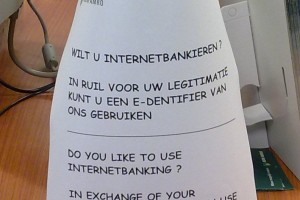 WILT U INTERNETBANKIEREN ?
IN RUIL VOOR UW LEGITIMATIE
KUNT U EEN E-DENTIFIER VAN
ONS GEBRUIKEN
DO YOU LIKE TO USE
INTERNETBANKING ?
IN EXCHANGE OF YOUR
USE